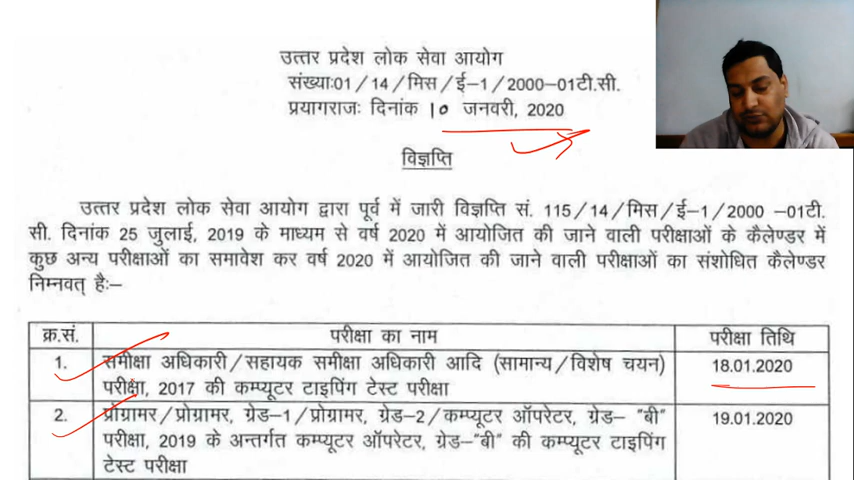 उत्तर प्रदेश लोक सेवा आयोग
संख्याः01/14/मिस/ई–1/2000–01टी.सी.
प्रयागराजः दिनांक 10 जनवरी, 2020
विज्ञप्ति
उत्तर प्रदेश लोक सेवा आयोग द्वारा पूर्व में जारी विज्ञप्ति सं. 115/14/मिस/ई–1/2000 –01टी.
सी. दिनांक 25 जुलाई, 2019 के माध्यम से वर्ष 2020 में आयोजित की जाने वाली परीक्षाओं के कैलेण्डर में
कुछ अन्य परीक्षाओं का समावेश कर वर्ष 2020 में आयोजित की जाने वाली परीक्षाओं का संशोधित कैलेण्डर
निम्नवत् हैः–
क्र.सं. परीक्षा का नाम परीक्षा तिथि
1. समीक्षा अधिकारी/सहायक समीक्षा अधिकारी आदि (सामान्य/विशेष चयन) 18.01.2020
परीक्षा, 2017 की कम्प्यूटर टाइपिंग टेस्ट परीक्षा
2. प्रोग्रामर/प्रोग्रामर, ग्रेड–1/प्रोग्रामर, ग्रेड–2/कम्प्यूटर ऑपरेटर, ग्रेड– "बी" 19.01.2020
परीक्षा, 2019 के अन्तर्गत कम्प्यूटर ऑपरेटर, ग्रेड–"बी" की कम्प्यूटर टाइपिंग
टेस्ट परीक्षा